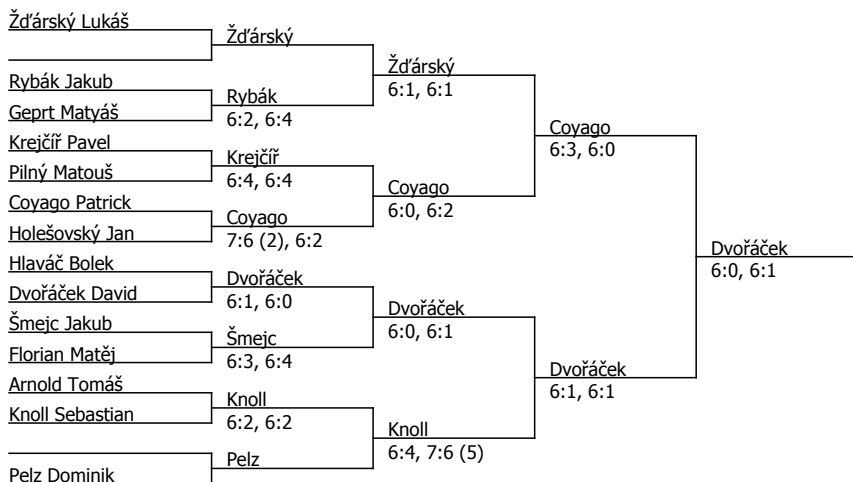 Žďárský Lukáš
Rybák Jakub
Geprt Matyáš
Krejčíř Pavel
Pilný Matouš
Coyago Patrick
Holešovský Jan
Hlaváč Bolek
Dvořáček David
Šmejc Jakub
Florian Matěj
Arnold Tomáš
Knoll Sebastian
Pelz Dominik
Žďárský
Rybák
6:2, 6:4
Krejčíř
6:4, 6:4
Coyago
7:6 (2), 6:2
Dvořáček
6:1, 6:0
Šmejc
6:3, 6:4
Knoll
6:2, 6:2
Pelz
Žďárský
6:1, 6:1
Coyago
6:0, 6:2
Dvořáček
6:0, 6:1
Knoll
6:4, 7:6 (5)
Coyago
6:3, 6:0
Dvořáček
6:1, 6:1
Dvořáček
6:0, 6:1